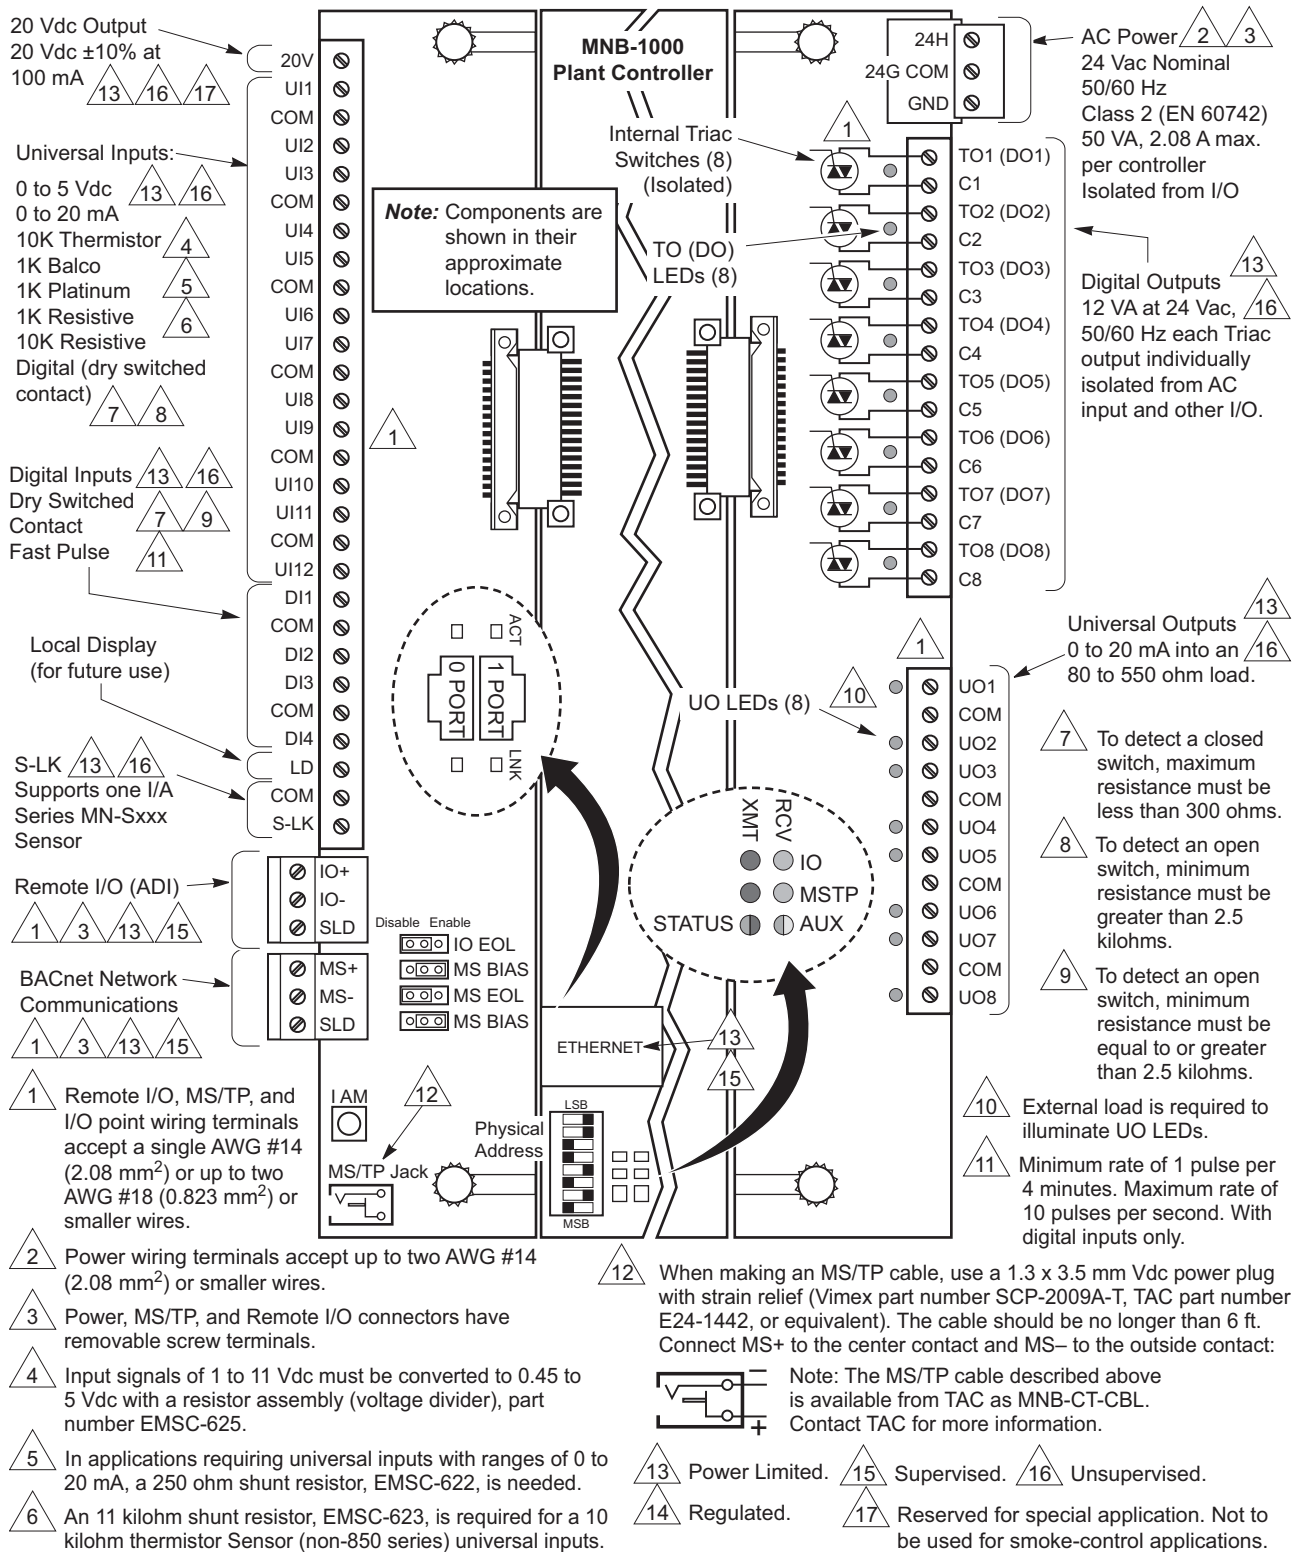 20 Vdc Output
20 Vdc ±10% at
100 mA
13 16 17
Universal Inputs:
0 to 5 Vdc
13 16
0 to 20 mA
10K Thermistor
4
1K Balco
1K Platinum
5
1K Resistive
6
10K Resistive
Digital (dry switched
contact)
7 8
Digital Inputs
13 16
Dry Switched
Contact
7 9
Fast Pulse
11
Local Display
(for future use)
S-LK
13 16
Supports one I/A
Series MN-Sxxx
Sensor
Remote I/O (ADI)
1 3 13 15
BACnet Network
Communications
1 3 13 15
20V
UI1
COM
UI2
UI3
COM
UI4
UI5
COM
UI6
UI7
COM
UI8
UI9
COM
UI10
UI11
COM
UI12
DI1
COM
DI2
DI3
COM
DI4
LD
COM
S-LK
1
IO+
IO-
SLD
MS+
MS-
SLD
Disable Enable
IO EOL
MS BIAS
MS EOL
MS BIAS
MNB-1000
Plant Controller
Note: Components are
shown in their
approximate
locations.
Internal Triac
Switches (8)
(Isolated)
1
TO (DO)
LEDs (8)
ACT
0 PORT
1 PORT
LNK
UO LEDs (8)
10
XMT
RCV
IO
MSTP
STATUS
AUX
ETHERNET
13
15
I AM
12
MS/TP Jack
Physical
Address
LSB
MSB
24H
24G COM
GND
AC Power
2 3
24 Vac Nominal
50/60 Hz
Class 2 (EN 60742)
50 VA, 2.08 A max.
per controller
Isolated from I/O
TO1 (DO1)
C1
TO2 (DO2)
C2
TO3 (DO3)
C3
TO4 (DO4)
C4
TO5 (DO5)
C5
TO6 (DO6)
C6
TO7 (DO7)
C7
TO8 (DO8)
C8
Digital Outputs
13
12 VA at 24 Vac,
16
50/60 Hz each Triac
output individually
isolated from AC
input and other I/O.
1
Universal Outputs
13
0 to 20 mA into an
16
80 to 550 ohm load.
UO1
COM
UO2
UO3
COM
UO4
UO5
COM
UO6
UO7
COM
UO8
7 To detect a closed
switch, maximum
resistance must be
less than 300 ohms.
8 To detect an open
switch, minimum
resistance must be
greater than 2.5
kilohms.
9 To detect an open
switch, minimum
resistance must be
equal to or greater
than 2.5 kilohms.
10 External load is required to
illuminate UO LEDs.
11 Minimum rate of 1 pulse per
4 minutes. Maximum rate of
10 pulses per second. With
digital inputs only.
1 Remote I/O, MS/TP, and
I/O point wiring terminals
accept a single AWG #14
(2.08 mm2) or up to two
AWG #18 (0.823 mm2) or
smaller wires.
2 Power wiring terminals accept up to two AWG #14
(2.08 mm2) or smaller wires.
3 Power, MS/TP, and Remote I/O connectors have
removable screw terminals.
4 Input signals of 1 to 11 Vdc must be converted to 0.45 to
5 Vdc with a resistor assembly (voltage divider), part
number EMSC-625.
5 In applications requiring universal inputs with ranges of 0 to
20 mA, a 250 ohm shunt resistor, EMSC-622, is needed.
6 An 11 kilohm shunt resistor, EMSC-623, is required for a 10
kilohm thermistor Sensor (non-850 series) universal inputs.
12 When making an MS/TP cable, use a 1.3 x 3.5 mm Vdc power plug
with strain relief (Vimex part number SCP-2009A-T, TAC part number
E24-1442, or equivalent). The cable should be no longer than 6 ft.
Connect MS+ to the center contact and MS– to the outside contact:
–
+
Note: The MS/TP cable described above
is available from TAC as MNB-CT-CBL.
Contact TAC for more information.
13 Power Limited.
15 Supervised.
16 Unsupervised.
14 Regulated.
17 Reserved for special application. Not to
be used for smoke-control applications.